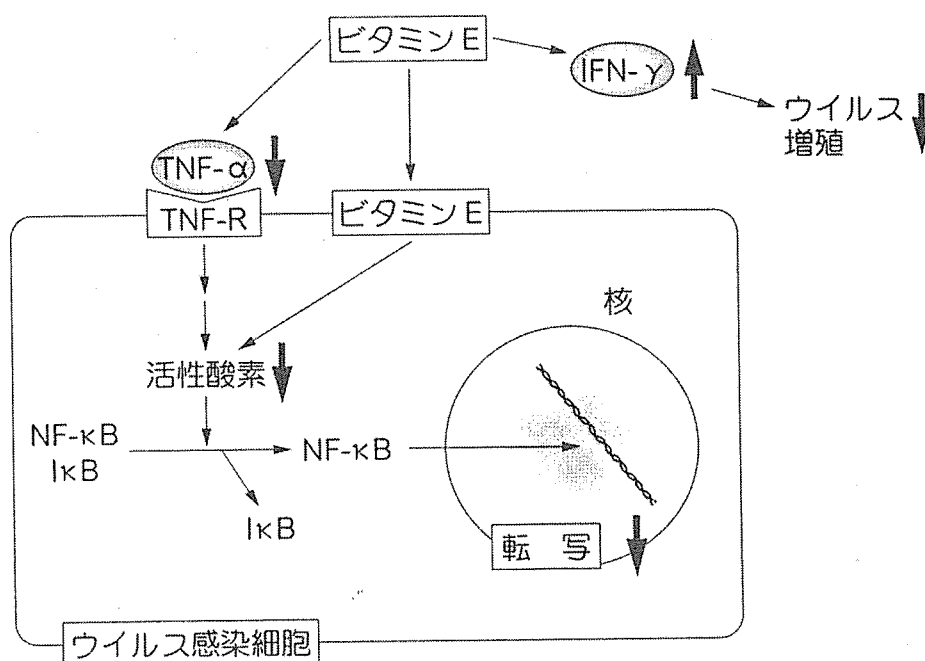 ビタミンE
IFN-γ
ウイルス
増殖
TNF-α
TNF-R
ビタミンE
核
活性酸素
NF-κB
IκB
NF-κB
IκB
転 写
ウイルス感染細胞